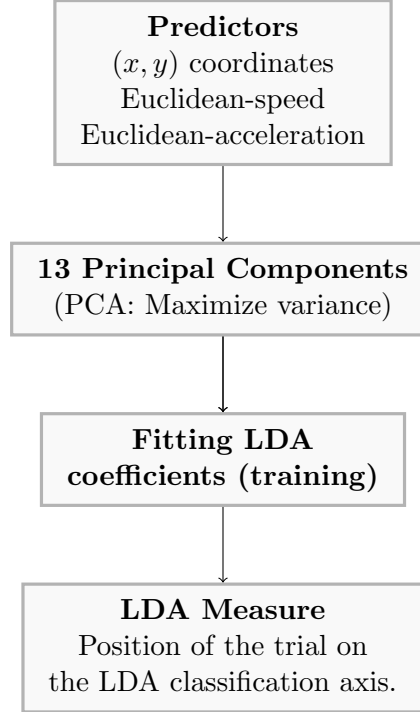 Predictors
(x, y) coordinates
Euclidean-speed
Euclidean-acceleration
13 Principal Components
(PCA: Maximize variance)
Fitting LDA
coefficients (training)
LDA Measure
Position of the trial on
the LDA classification axis.